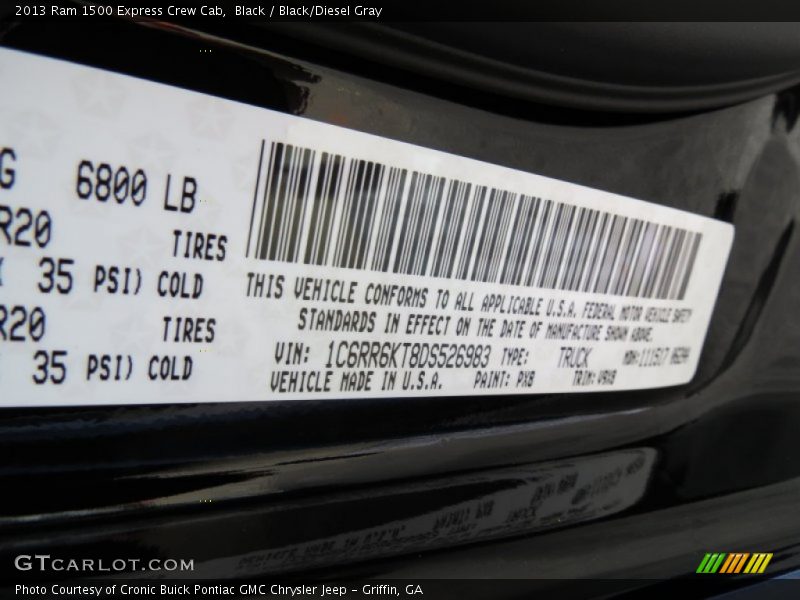 2013 Ram 1500 Express Crew Cab, Black / Black/Diesel Gray
G 6800 LB
R20 TIRES
35 PSI) COLD
R20 TIRES
35 PSI) COLD
THIS VEHICLE CONFORMS TO ALL APPLICABLE U.S.A. FEDERAL MOTOR VEHICLE SAFETY
STANDARDS IN EFFECT ON THE DATE OF MANUFACTURE SHOWN ABOVE.
VIN: 1C6RR6KT8DS526983 TYPE: TRUCK MDH:
VEHICLE MADE IN U.S.A. PAINT: PX8 TRIM:
GTCARLOT.COM
Photo Courtesy of Cronic Buick Pontiac GMC Chrysler Jeep - Griffin, GA